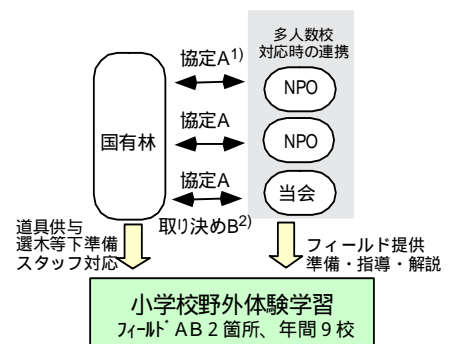 多人数校
対応時の連携
協定A1)
NPO
協定A
国有林
NPO
協定A
当会
取り決めB2)
道具供与
選木等下準備
スタッフ対応
フィールド提供
準備・指導・解説
小学校野外体験学習
フィールドAB2箇所、年間9校